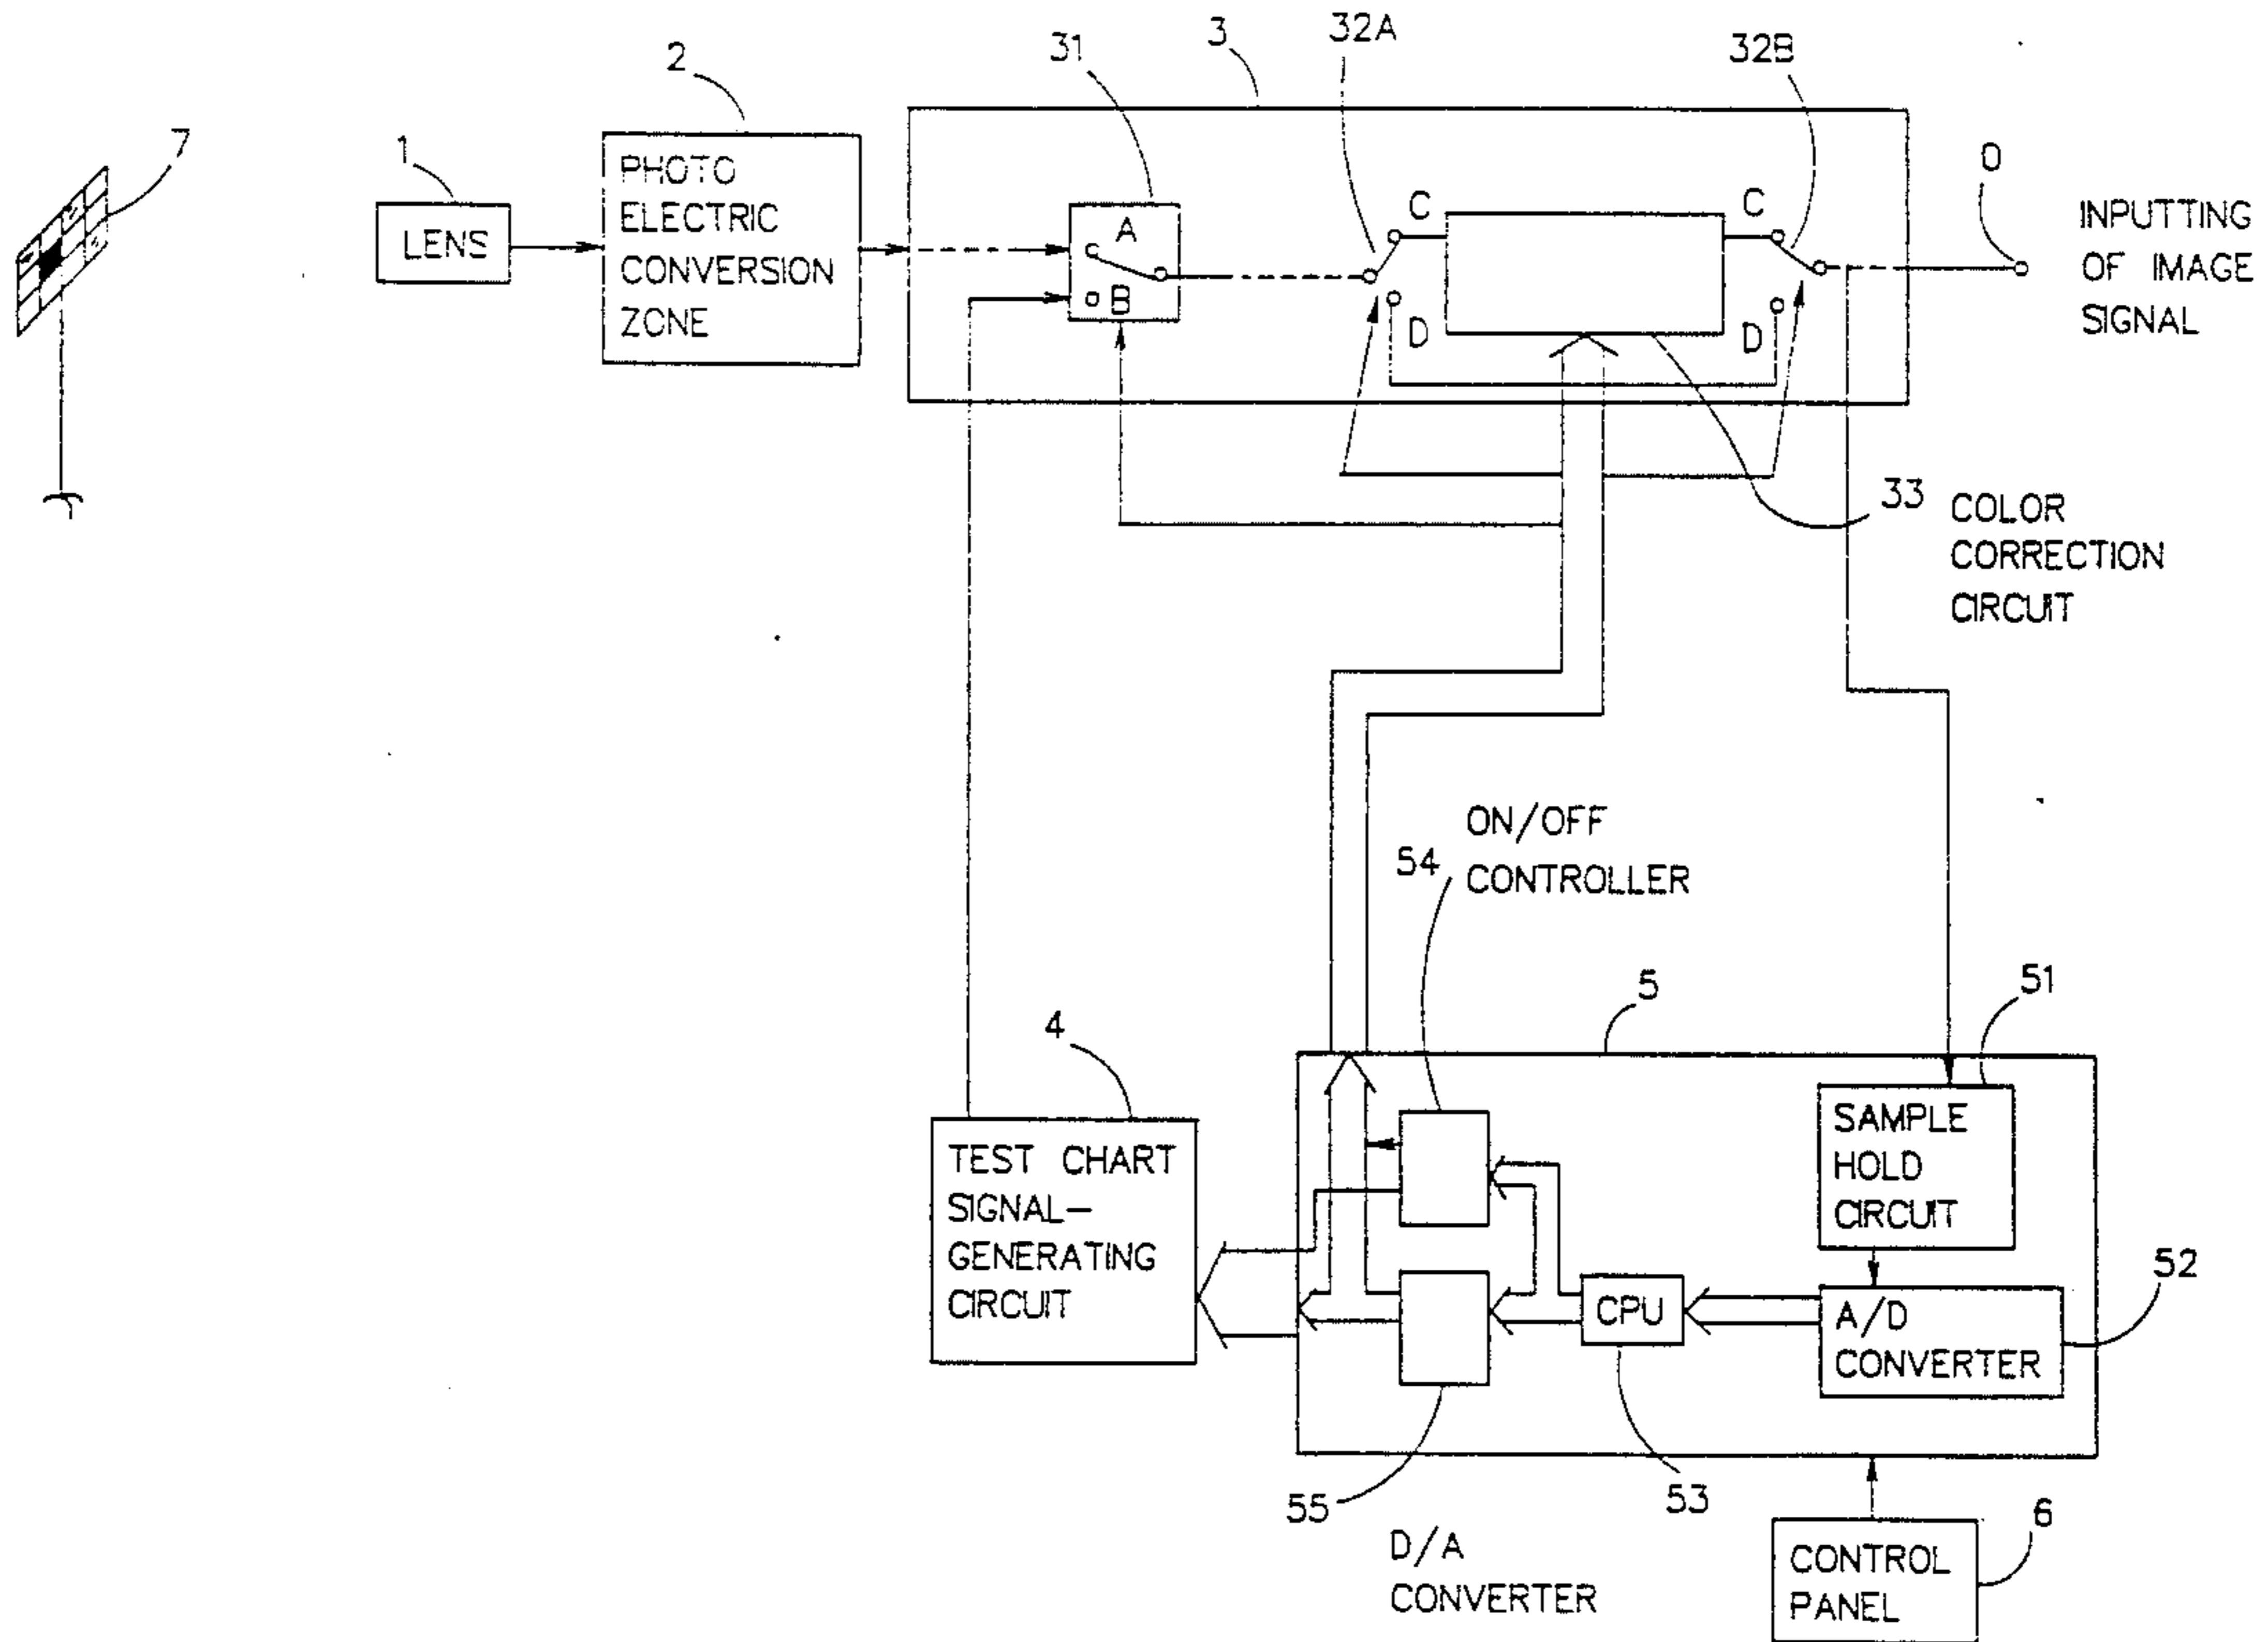 7
1
LENS
2
PHOTO
ELECTRIC
CONVERSION
ZONE
3
31
A
B
32A
C
D
32B
C
D
O
INPUTTING
OF IMAGE
SIGNAL
33 COLOR
CORRECTION
CIRCUIT
4
TEST CHART
SIGNAL-
GENERATING
CIRCUIT
ON/OFF
54 CONTROLLER
5
51
SAMPLE
HOLD
CIRCUIT
52
A/D
CONVERTER
CPU
53
55
D/A
CONVERTER
6
CONTROL
PANEL